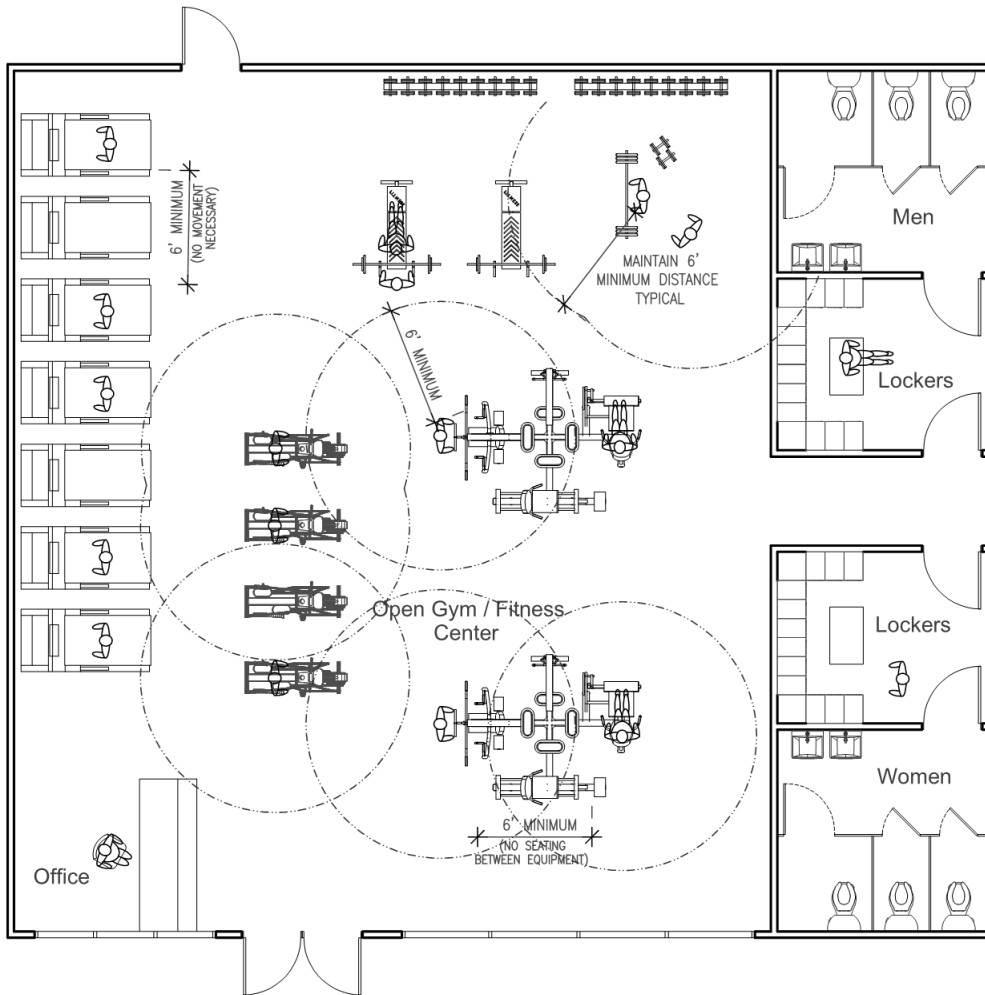 6' MINIMUM
(NO MOVEMENT
NECESSARY)
Men
MAINTAIN 6'
MINIMUM DISTANCE
TYPICAL
6' MINIMUM
Lockers
Open Gym / Fitness
Center
Lockers
Women
6' MINIMUM
(NO SEATING
BETWEEN EQUIPMENT)
Office